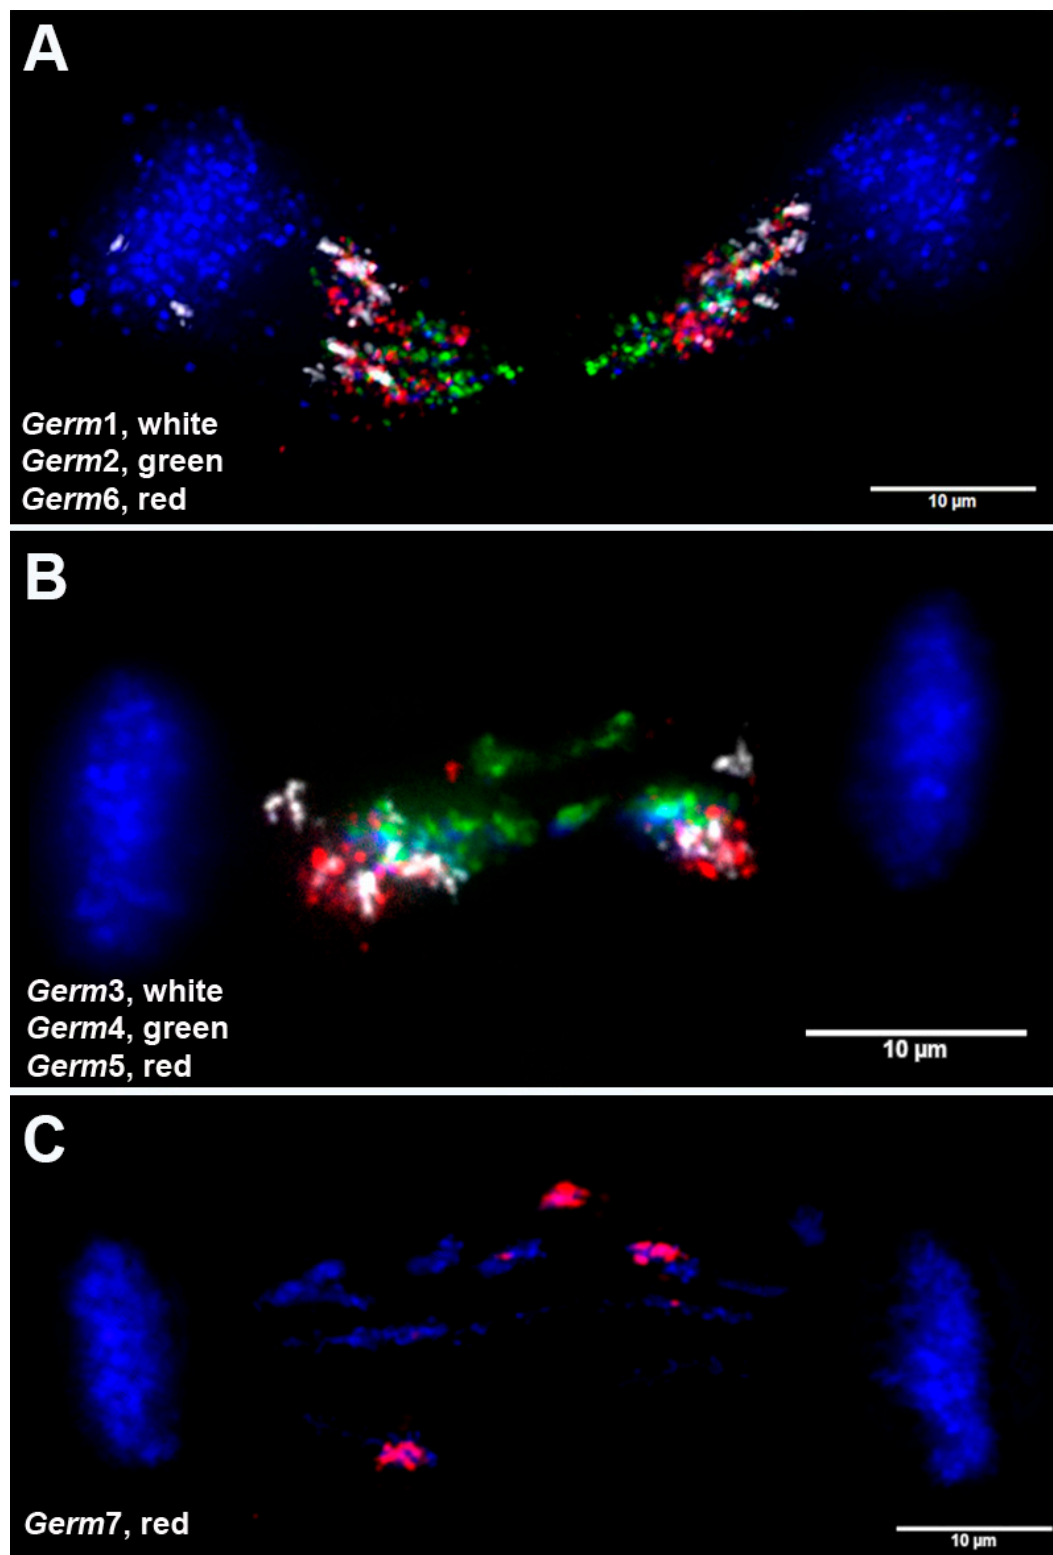 A
Germ1, white
Germ2, green
Germ6, red
10 µm
B
Germ3, white
Germ4, green
Germ5, red
10 µm
C
Germ7, red
10 µm